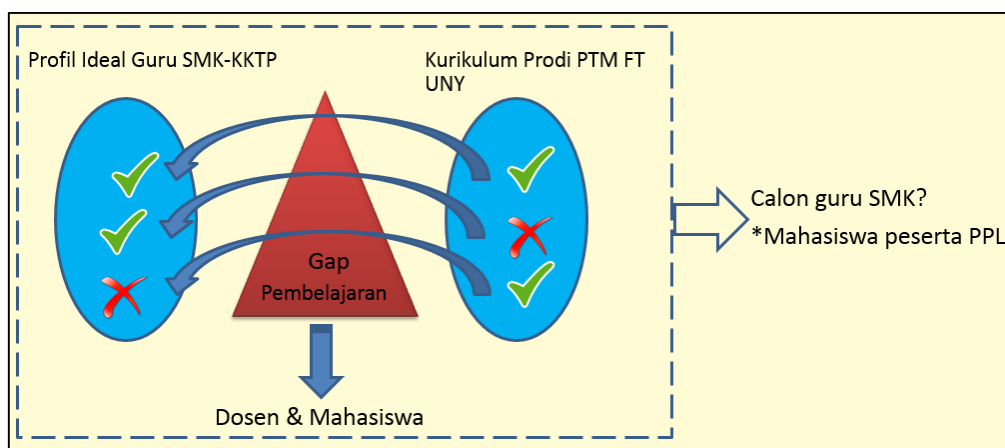 Profil Ideal Guru SMK-KKTP
Kurikulum Prodi PTM FT
UNY
Gap
Pembelajaran
Calon guru SMK?
*Mahasiswa peserta PPL
Dosen & Mahasiswa